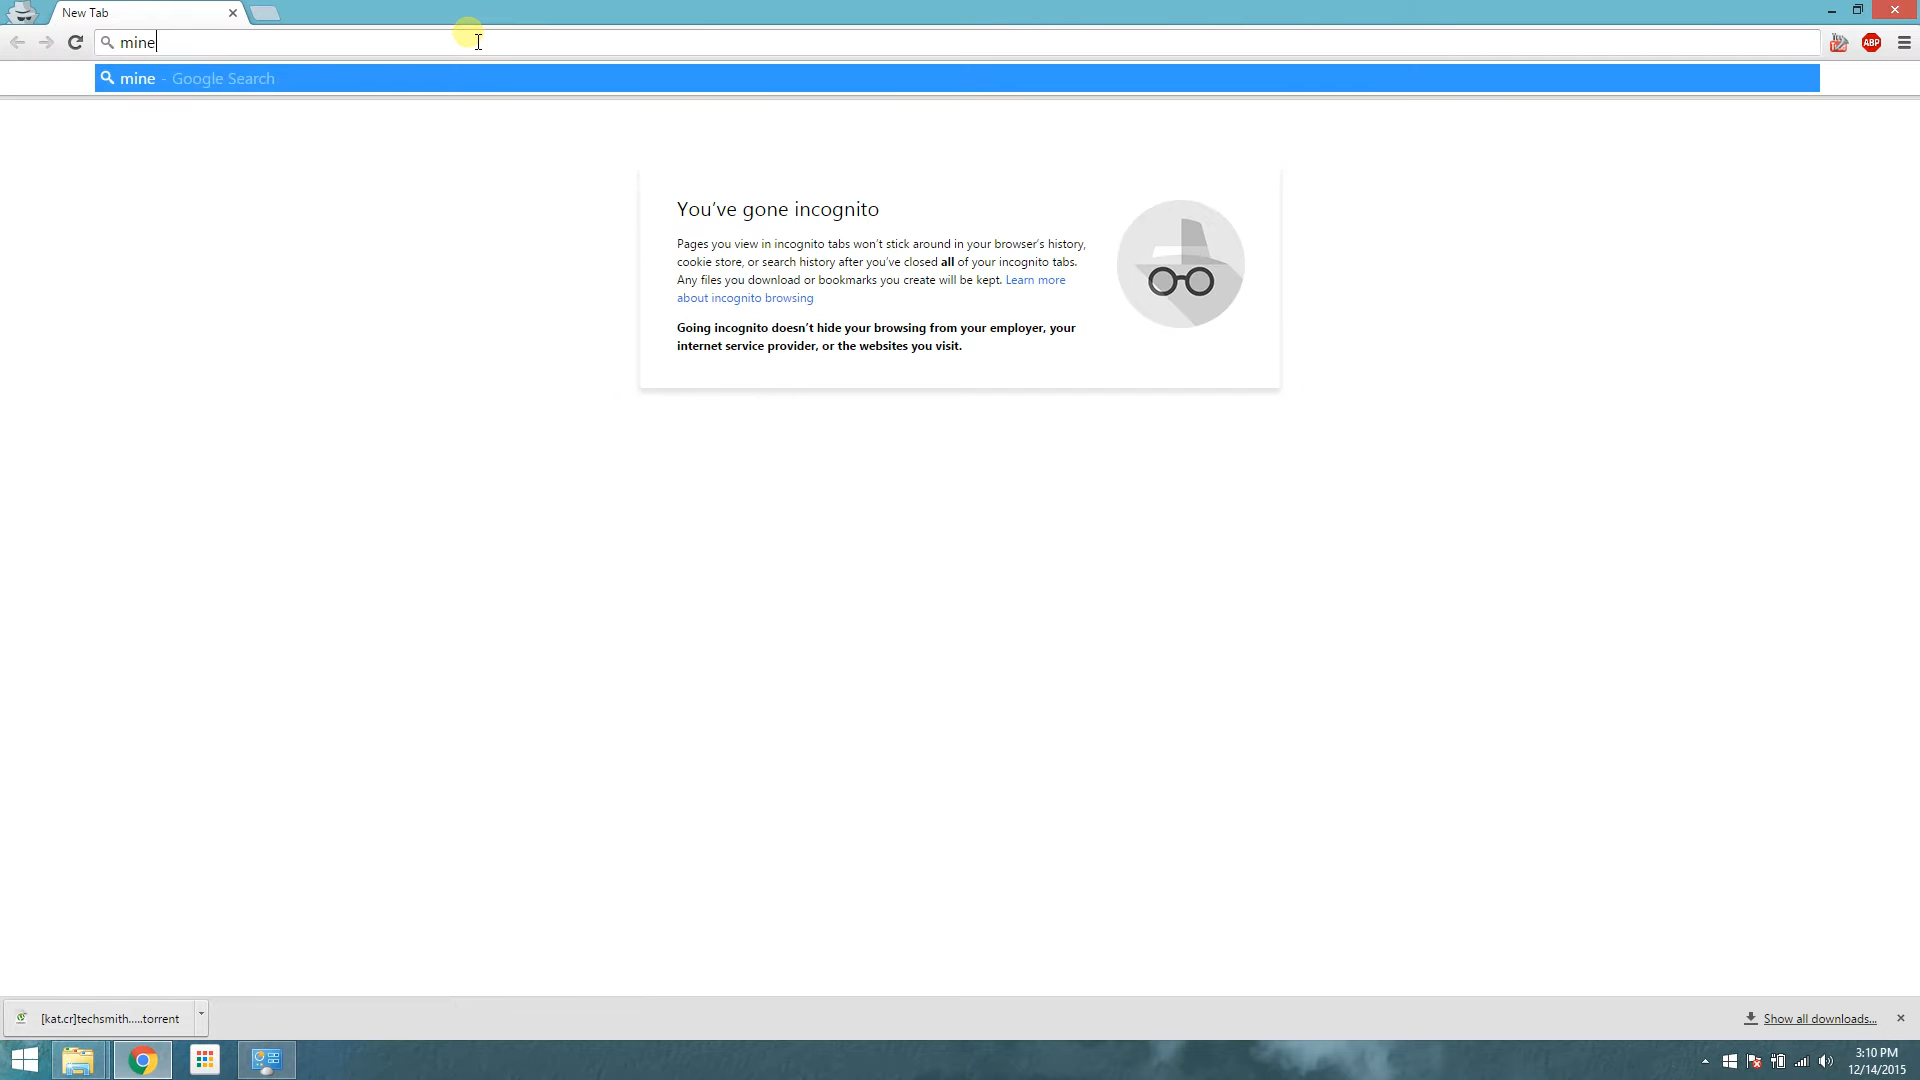 New Tab
mine
mine - Google Search
You've gone incognito
Pages you view in incognito tabs won't stick around in your browser's history,
cookie store, or search history after you've closed all of your incognito tabs.
Any files you download or bookmarks you create will be kept. Learn more
about incognito browsing
Going incognito doesn't hide your browsing from your employer, your
internet service provider, or the websites you visit.
You
ABP
[kat.cr]techsmith.....torrent
Show all downloads...
3:10 PM
12/14/2015